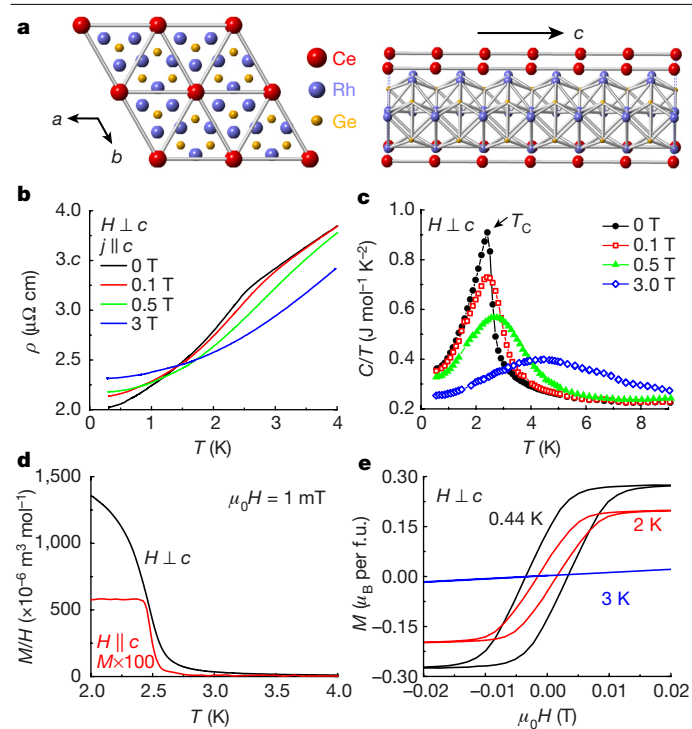 a
Ce
Rh
Ge
a
b
c
b
H ⊥ c
j || c
0 T
0.1 T
0.5 T
3 T
4.0
3.c
3.0
2.5
2.0
0 1 2 3 4
ρ (μΩ cm)
T (K)
c
H ⊥ c
T_C
0 T
0.1 T
0.5 T
3.0 T
1.0
0.8
0.6
0.4
0.2
0 2 4 6 8
C/T (J mol⁻¹ K⁻²)
T (K)
d
μ₀H = 1 mT
H ⊥ c
H || c
M×100
1,500
1,000
500
0
2.0 2.5 3.0 3.5 4.0
M/H (×10⁻⁶ m³ mol⁻¹)
T (K)
e
H ⊥ c
0.44 K
2 K
3 K
0.30
0.15
0.00
−0.15
−0.30
−0.02 −0.01 0.00 0.01 0.02
M (μ_B per f.u.)
μ₀H (T)